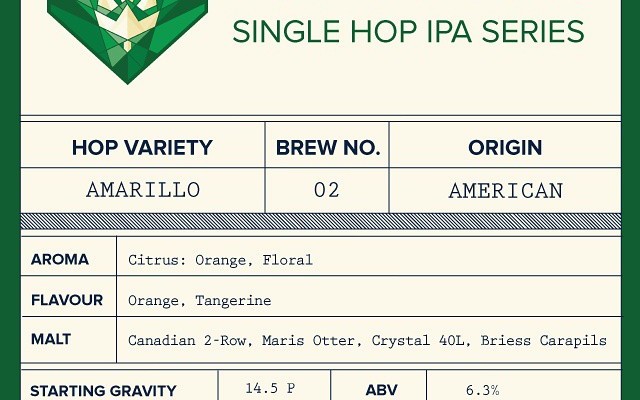 SINGLE HOP IPA SERIES
HOP VARIETY BREW NO. ORIGIN
AMARILLO 02 AMERICAN
AROMA Citrus: Orange, Floral
FLAVOUR Orange, Tangerine
MALT Canadian 2-Row, Maris Otter, Crystal 40L, Briess Carapils
STARTING GRAVITY 14.5 P ABV 6.3%